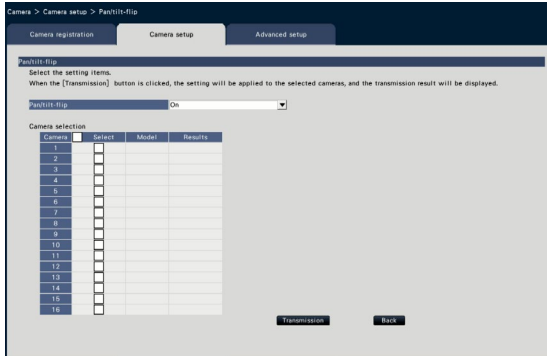 Camera > Camera setup > Pan/tilt-flip
Camera registration Camera setup Advanced setup
Pan/tilt-flip
Select the setting items.
When the [Transmission] button is clicked, the setting will be applied to the selected cameras, and the transmission result will be displayed.
Pan/tilt-flip On
Camera selection
Camera Select Model Results
1
2
3
4
5
6
7
8
9
10
11
12
13
14
15
16
Transmission Back